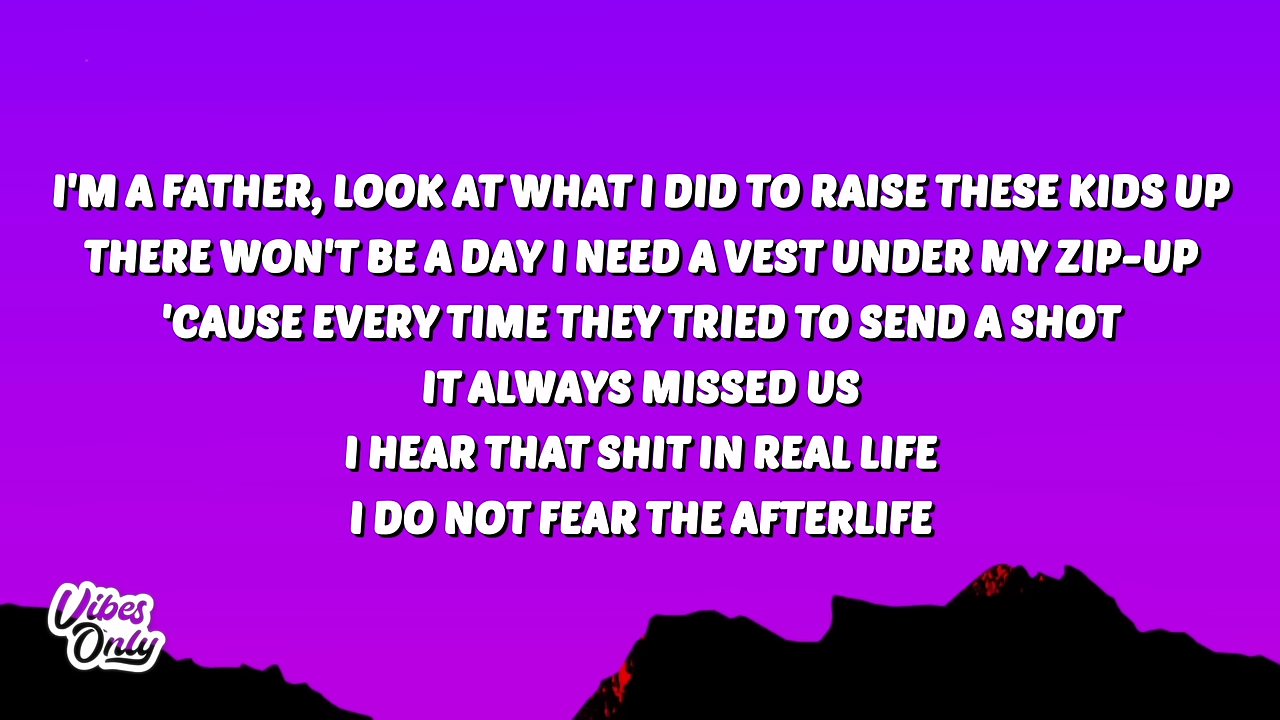 I'M A FATHER, LOOK AT WHAT I DID TO RAISE THESE KIDS UP
THERE WON'T BE A DAY I NEED A VEST UNDER MY ZIP-UP
'CAUSE EVERY TIME THEY TRIED TO SEND A SHOT
IT ALWAYS MISSED US
I HEAR THAT SHIT IN REAL LIFE
I DO NOT FEAR THE AFTERLIFE
Vibes
Only